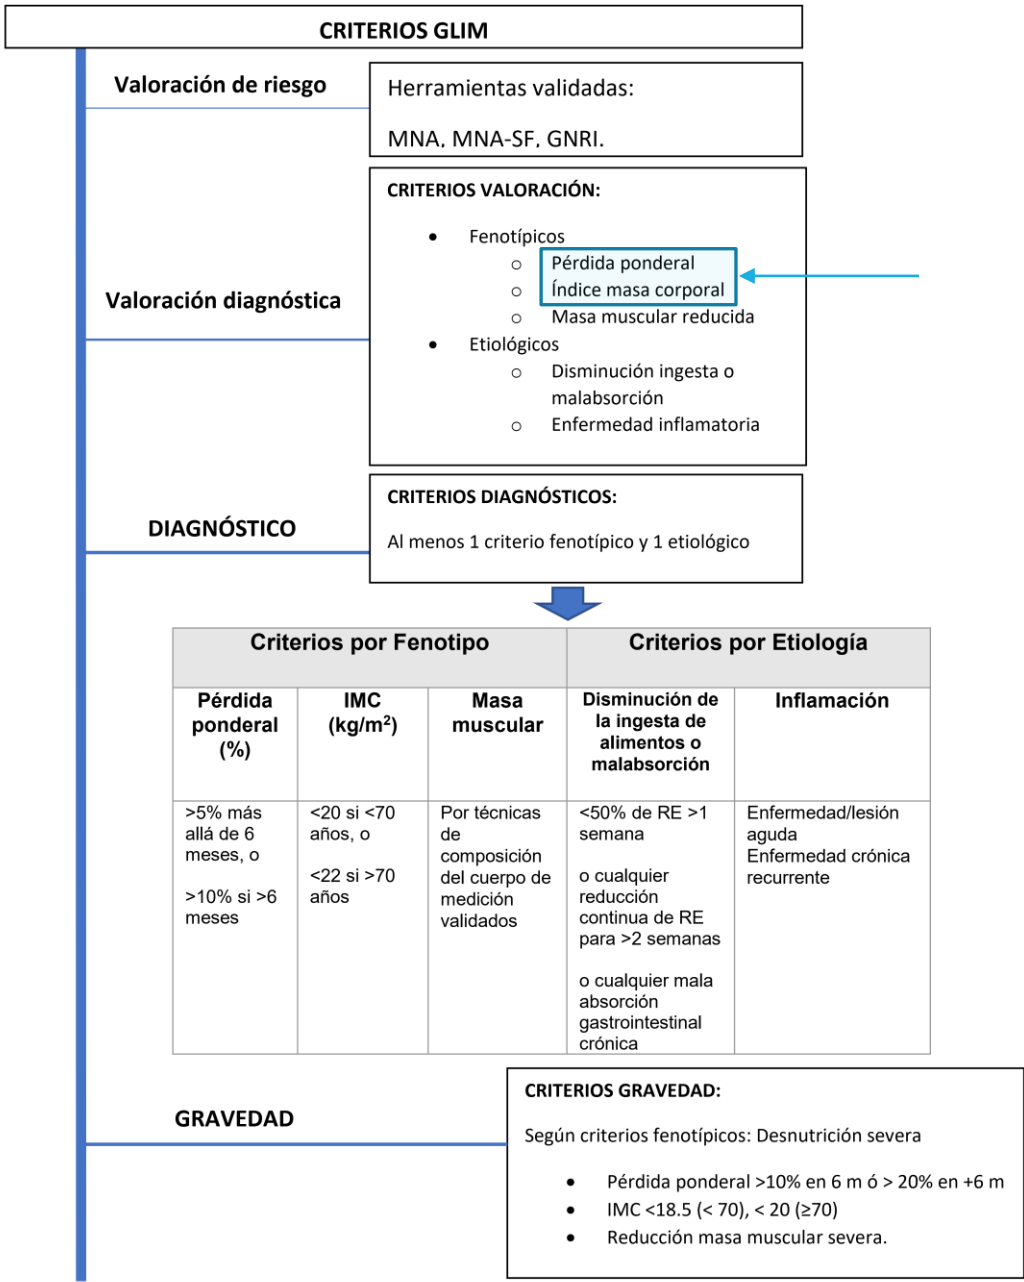 CRITERIOS GLIM
Valoración de riesgo
Herramientas validadas:
MNA, MNA-SF, GNRI.
Valoración diagnóstica
CRITERIOS VALORACIÓN:
• Fenotípicos
o Pérdida ponderal
o Índice masa corporal
o Masa muscular reducida
• Etiológicos
o Disminución ingesta o
malabsorción
o Enfermedad inflamatoria
DIAGNÓSTICO
CRITERIOS DIAGNÓSTICOS:
Al menos 1 criterio fenotípico y 1 etiológico
Criterios por Fenotipo
Criterios por Etiología
Pérdida
ponderal
(%)
IMC
(kg/m²)
Masa
muscular
Disminución de
la ingesta de
alimentos o
malabsorción
Inflamación
>5% más
allá de 6
meses, o
>10% si >6
meses
<20 si <70
años, o
<22 si >70
años
Por técnicas
de
composición
del cuerpo de
medición
validados
<50% de RE >1
semana
o cualquier
reducción
continua de RE
para >2 semanas
o cualquier mala
absorción
gastrointestinal
crónica
Enfermedad/lesión
aguda
Enfermedad crónica
recurrente
GRAVEDAD
CRITERIOS GRAVEDAD:
Según criterios fenotípicos: Desnutrición severa
• Pérdida ponderal >10% en 6 m ó > 20% en +6 m
• IMC <18.5 (< 70), < 20 (≥70)
• Reducción masa muscular severa.